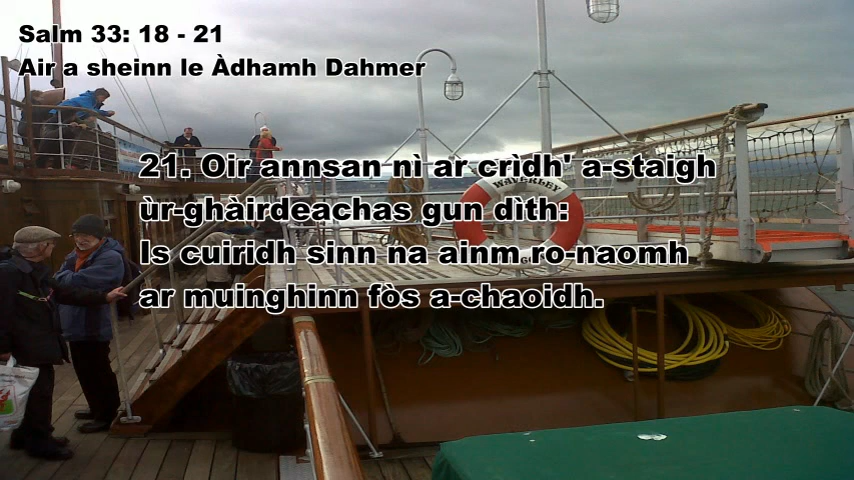 Salm 33: 18 - 21
Air a sheinn le Àdhamh Dahmer
21. Oir annsan nì ar crìdh' a-staigh
ùr-ghàirdeachas gun dìth:
Is cuiridh sinn na ainm ro-naomh
ar muinghinn fòs a-chaoidh.
WAVERLEY